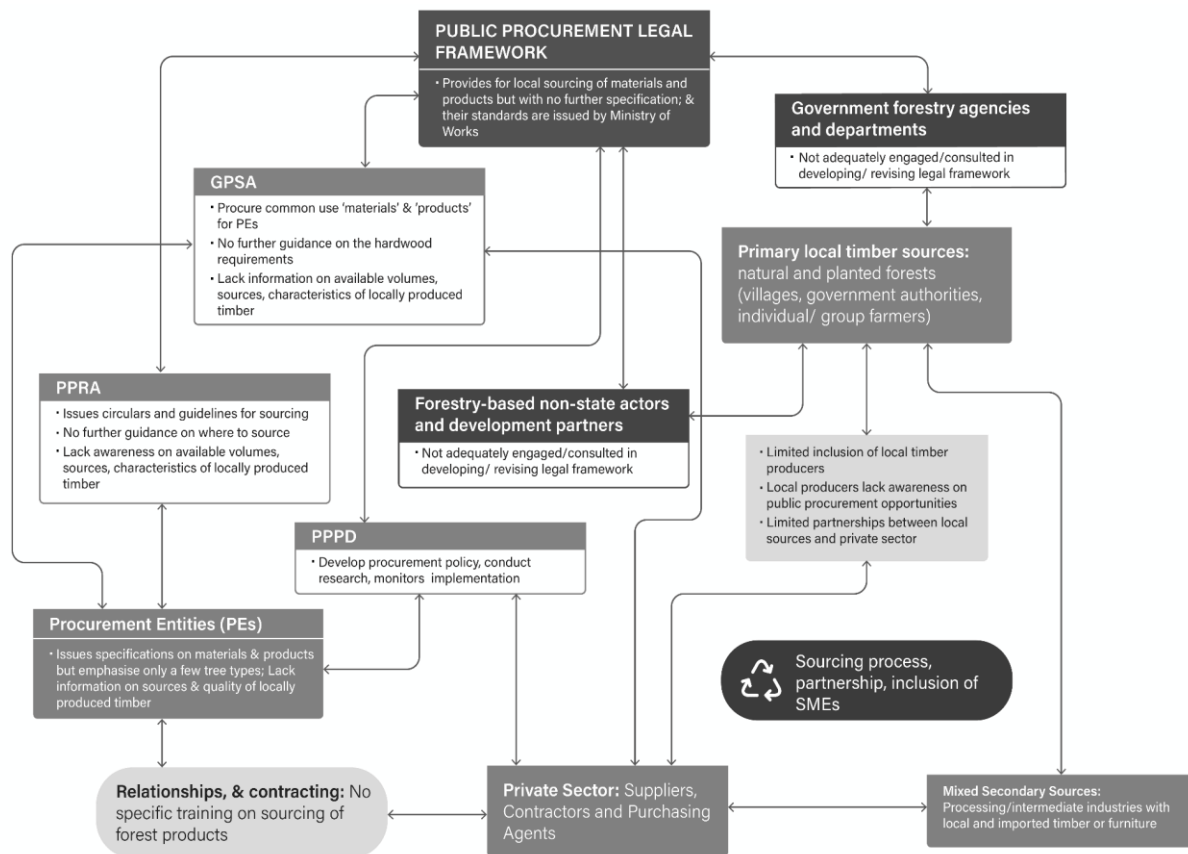 PUBLIC PROCUREMENT LEGAL
FRAMEWORK
• Provides for local sourcing of materials and
products but with no further specification; &
their standards are issued by Ministry of
Works
Government forestry agencies
and departments
• Not adequately engaged/consulted in
developing/ revising legal framework
GPSA
• Procure common use ‘materials’ & ‘products’
for PEs
• No further guidance on the hardwood
requirements
• Lack information on available volumes,
sources, characteristics of locally produced
timber
Primary local timber sources:
natural and planted forests
(villages, government authorities,
individual/ group farmers)
PPRA
• Issues circulars and guidelines for sourcing
• No further guidance on where to source
• Lack awareness on available volumes,
sources, characteristics of locally produced
timber
Forestry-based non-state actors
and development partners
• Not adequately engaged/consulted in
developing/ revising legal framework
• Limited inclusion of local timber
producers
• Local producers lack awareness on
public procurement opportunities
• Limited partnerships between local
sources and private sector
PPPD
• Develop procurement policy, conduct
research, monitors implementation
Procurement Entities (PEs)
• Issues specifications on materials & products
but emphasise only a few tree types; Lack
information on sources & quality of locally
produced timber
Sourcing process,
partnership, inclusion of
SMEs
Relationships, & contracting: No
specific training on sourcing of
forest products
Private Sector: Suppliers,
Contractors and Purchasing
Agents
Mixed Secondary Sources:
Processing/intermediate industries with
local and imported timber or furniture